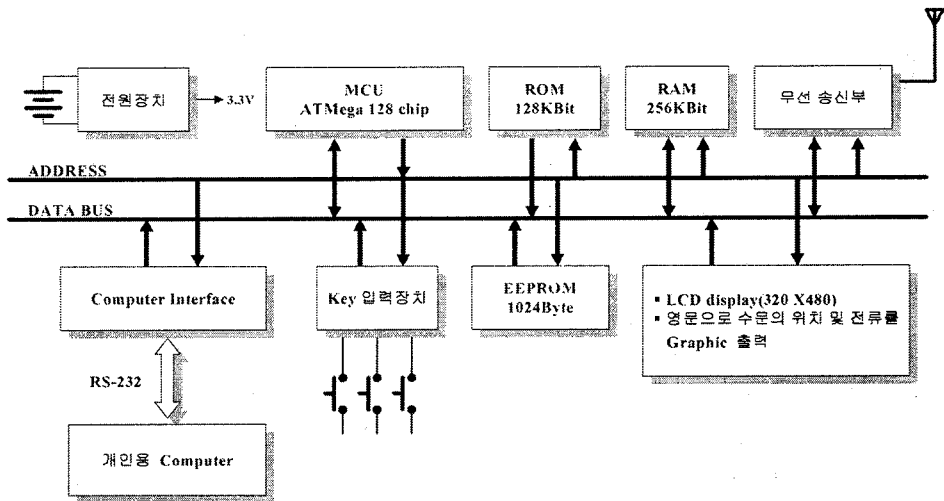 전원장치
3.3V
MCU
ATMega 128 chip
ROM
128KBit
RAM
256KBit
무선 송신부
ADDRESS
DATA BUS
Computer Interface
Key 입력장치
EEPROM
1024Byte
▪ LCD display(320 X480)
▪ 영문으로 수문의 위치 및 전류를
Graphic 출력
RS-232
개인용 Computer